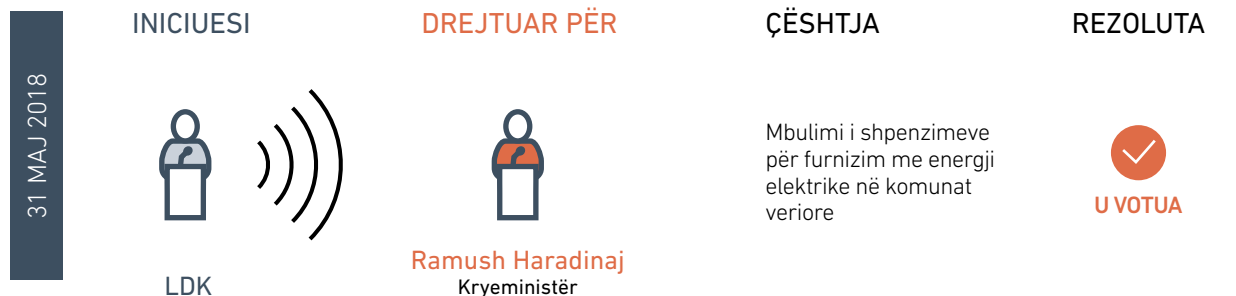 31 MAJ 2018
INICIUESI
LDK
DREJTUAR PËR
Ramush Haradinaj
Kryeministër
ÇËSHTJA
Mbulimi i shpenzimeve
për furnizim me energji
elektrike në komunat
veriore
REZOLUTA
U VOTUA